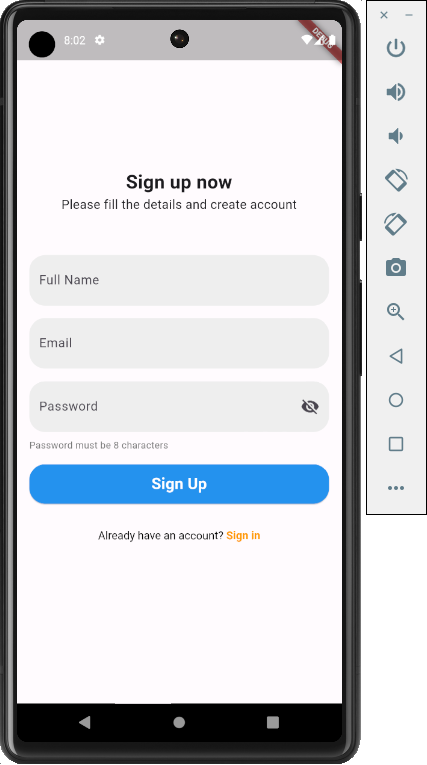 8:02
DEBUG
Sign up now
Please fill the details and create account
Full Name
Email
Password
Password must be 8 characters
Sign Up
Already have an account? Sign in